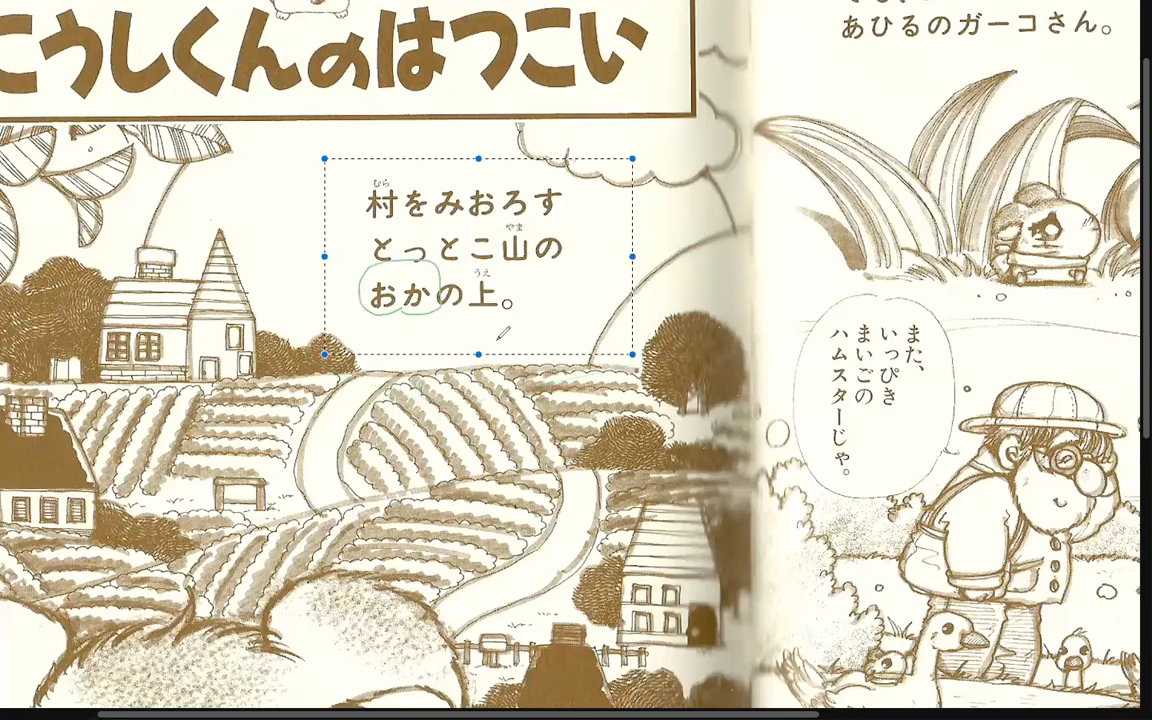 こうしくんのはつこい
村をみおろす
むら
とっとこ山の
やま
おかの上。
うえ
あひるのガーコさん。
また、
いっぴき
まいごの
ハムスターじゃ。